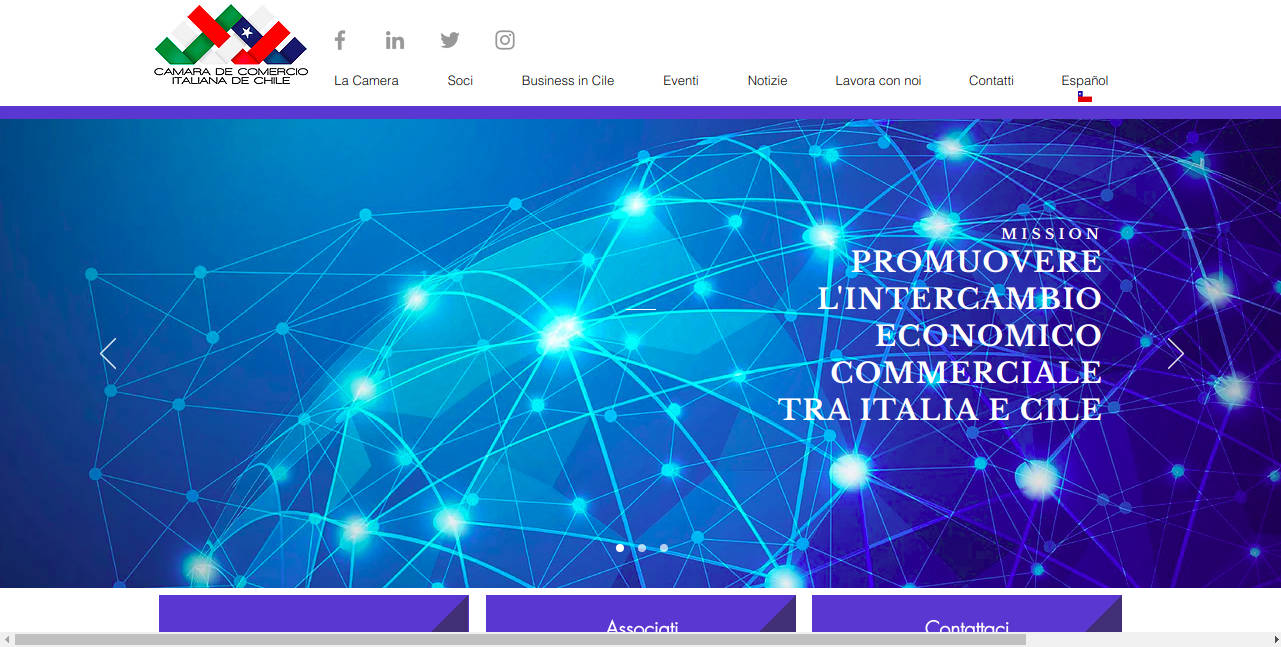 CAMARA DE COMERCIO
ITALIANA DE CHILE
La Camera
Soci
Business in Cile
Eventi
Notizie
Lavora con noi
Contatti
Español
MISSION
PROMUOVERE
L'INTERCAMBIO
ECONOMICO
COMMERCIALE
TRA ITALIA E CILE
Associati
Contattaci